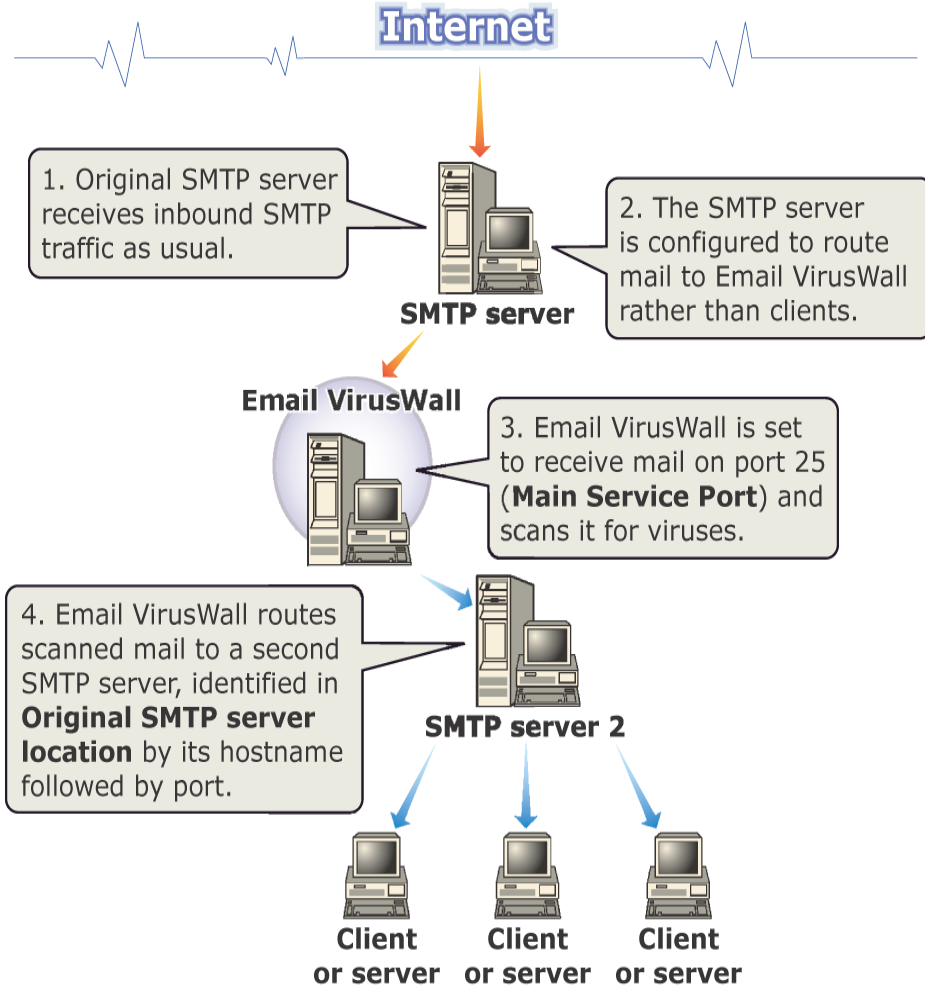 Internet
1. Original SMTP server
receives inbound SMTP
traffic as usual.
2. The SMTP server
is configured to route
mail to Email VirusWall
rather than clients.
SMTP server
Email VirusWall
3. Email VirusWall is set
to receive mail on port 25
(Main Service Port) and
scans it for viruses.
4. Email VirusWall routes
scanned mail to a second
SMTP server, identified in
Original SMTP server
location by its hostname
followed by port.
SMTP server 2
Client
or server
Client
or server
Client
or server